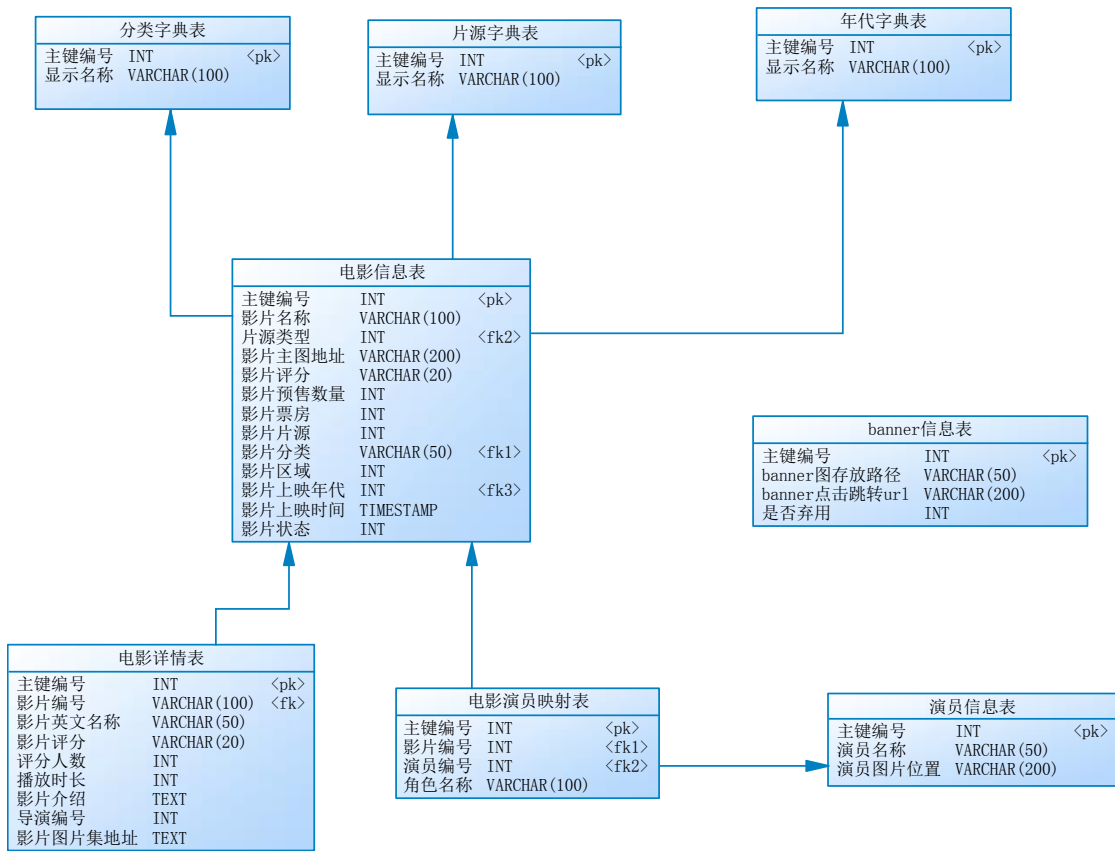 分类字典表
主键编号 INT <pk>
显示名称 VARCHAR(100)
片源字典表
主键编号 INT <pk>
显示名称 VARCHAR(100)
年代字典表
主键编号 INT <pk>
显示名称 VARCHAR(100)
电影信息表
主键编号 INT <pk>
影片名称 VARCHAR(100)
片源类型 INT <fk2>
影片主图地址 VARCHAR(200)
影片评分 VARCHAR(20)
影片预售数量 INT
影片票房 INT
影片片源 INT
影片分类 VARCHAR(50) <fk1>
影片区域 INT
影片上映年代 INT <fk3>
影片上映时间 TIMESTAMP
影片状态 INT
banner信息表
主键编号 INT <pk>
banner图存放路径 VARCHAR(50)
banner点击跳转url VARCHAR(200)
是否弃用 INT
电影详情表
主键编号 INT <pk>
影片编号 VARCHAR(100) <fk>
影片英文名称 VARCHAR(50)
影片评分 VARCHAR(20)
评分人数 INT
播放时长 INT
影片介绍 TEXT
导演编号 INT
影片图片集地址 TEXT
电影演员映射表
主键编号 INT <pk>
影片编号 INT <fk1>
演员编号 INT <fk2>
角色名称 VARCHAR(100)
演员信息表
主键编号 INT <pk>
演员名称 VARCHAR(50)
演员图片位置 VARCHAR(200)